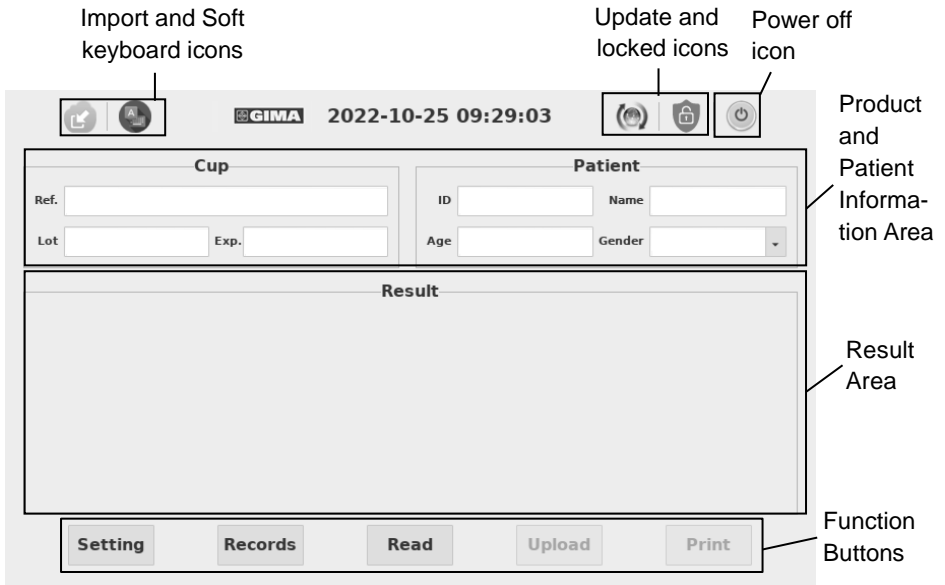 Import and Soft
keyboard icons
Update and
locked icons
Power off
icon
GIMA 2022-10-25 09:29:03
Product
and
Patient
Informa-
tion Area
Cup
Patient
Ref.
ID
Name
Lot
Exp.
Age
Gender
Result
Result
Area
Setting
Records
Read
Upload
Print
Function
Buttons